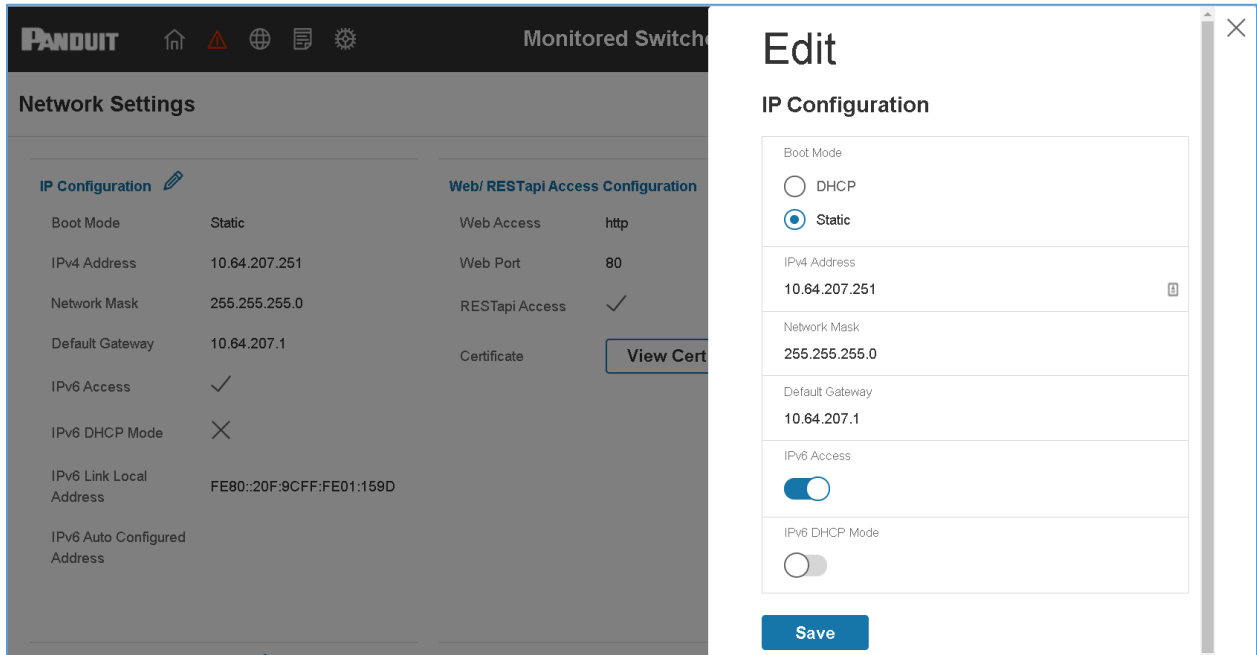 PANDUIT
Monitored Switche
Network Settings
IP Configuration
Boot Mode Static
IPv4 Address 10.64.207.251
Network Mask 255.255.255.0
Default Gateway 10.64.207.1
IPv6 Access
IPv6 DHCP Mode
IPv6 Link Local
Address
FE80::20F:9CFF:FE01:159D
IPv6 Auto Configured
Address
Web/ RESTapi Access Configuration
Web Access http
Web Port 80
RESTapi Access
Certificate View Cert
Edit
IP Configuration
Boot Mode
DHCP
Static
IPv4 Address
10.64.207.251
Network Mask
255.255.255.0
Default Gateway
10.64.207.1
IPv6 Access
IPv6 DHCP Mode
Save